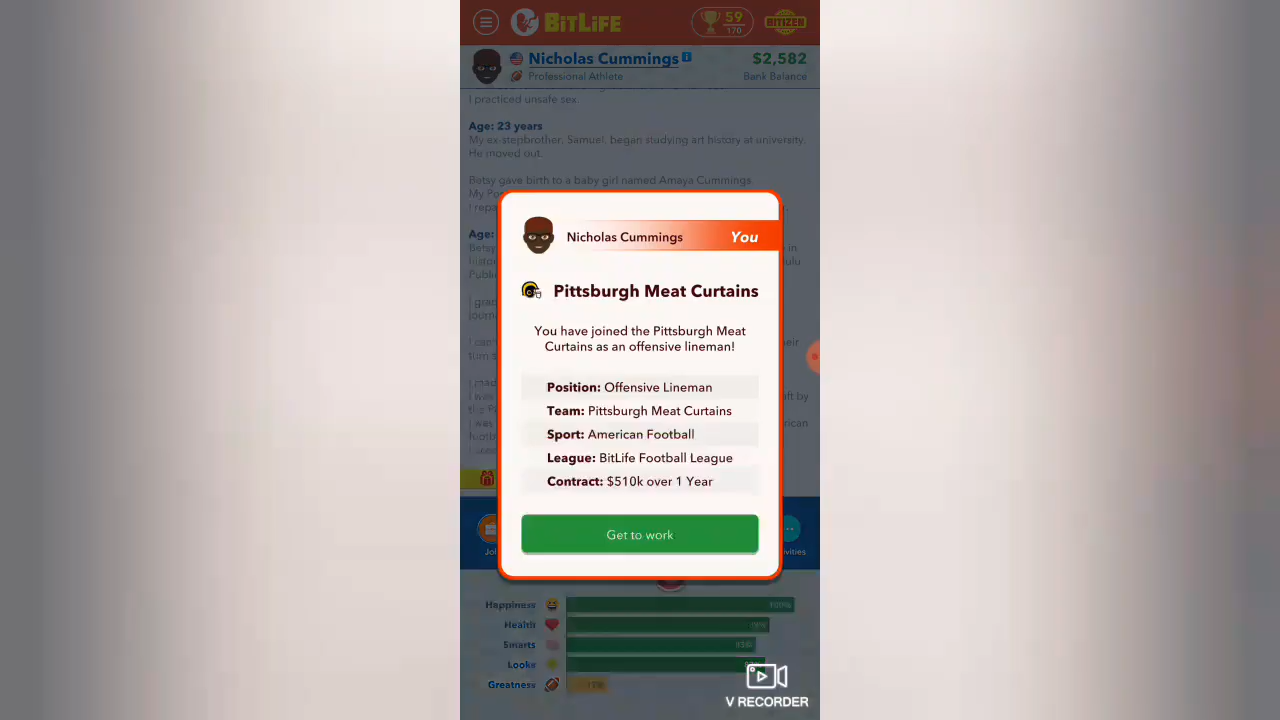 BitLife
59
170
BITIZEN
Nicholas Cummings
$2,582
Professional Athlete
Bank Balance
I practiced unsafe sex.
Age: 23 years
My ex-stepbrother, Samuel, began studying art history at university.
He moved out.
Betsy gave birth to a baby girl named Amaya Cummings
Nicholas Cummings
You
Pittsburgh Meat Curtains
You have joined the Pittsburgh Meat
Curtains as an offensive lineman!
Position: Offensive Lineman
Team: Pittsburgh Meat Curtains
Sport: American Football
League: BitLife Football League
Contract: $510k over 1 Year
Get to work
Happiness
100%
Health
Smarts
Looks
Greatness
V RECORDER